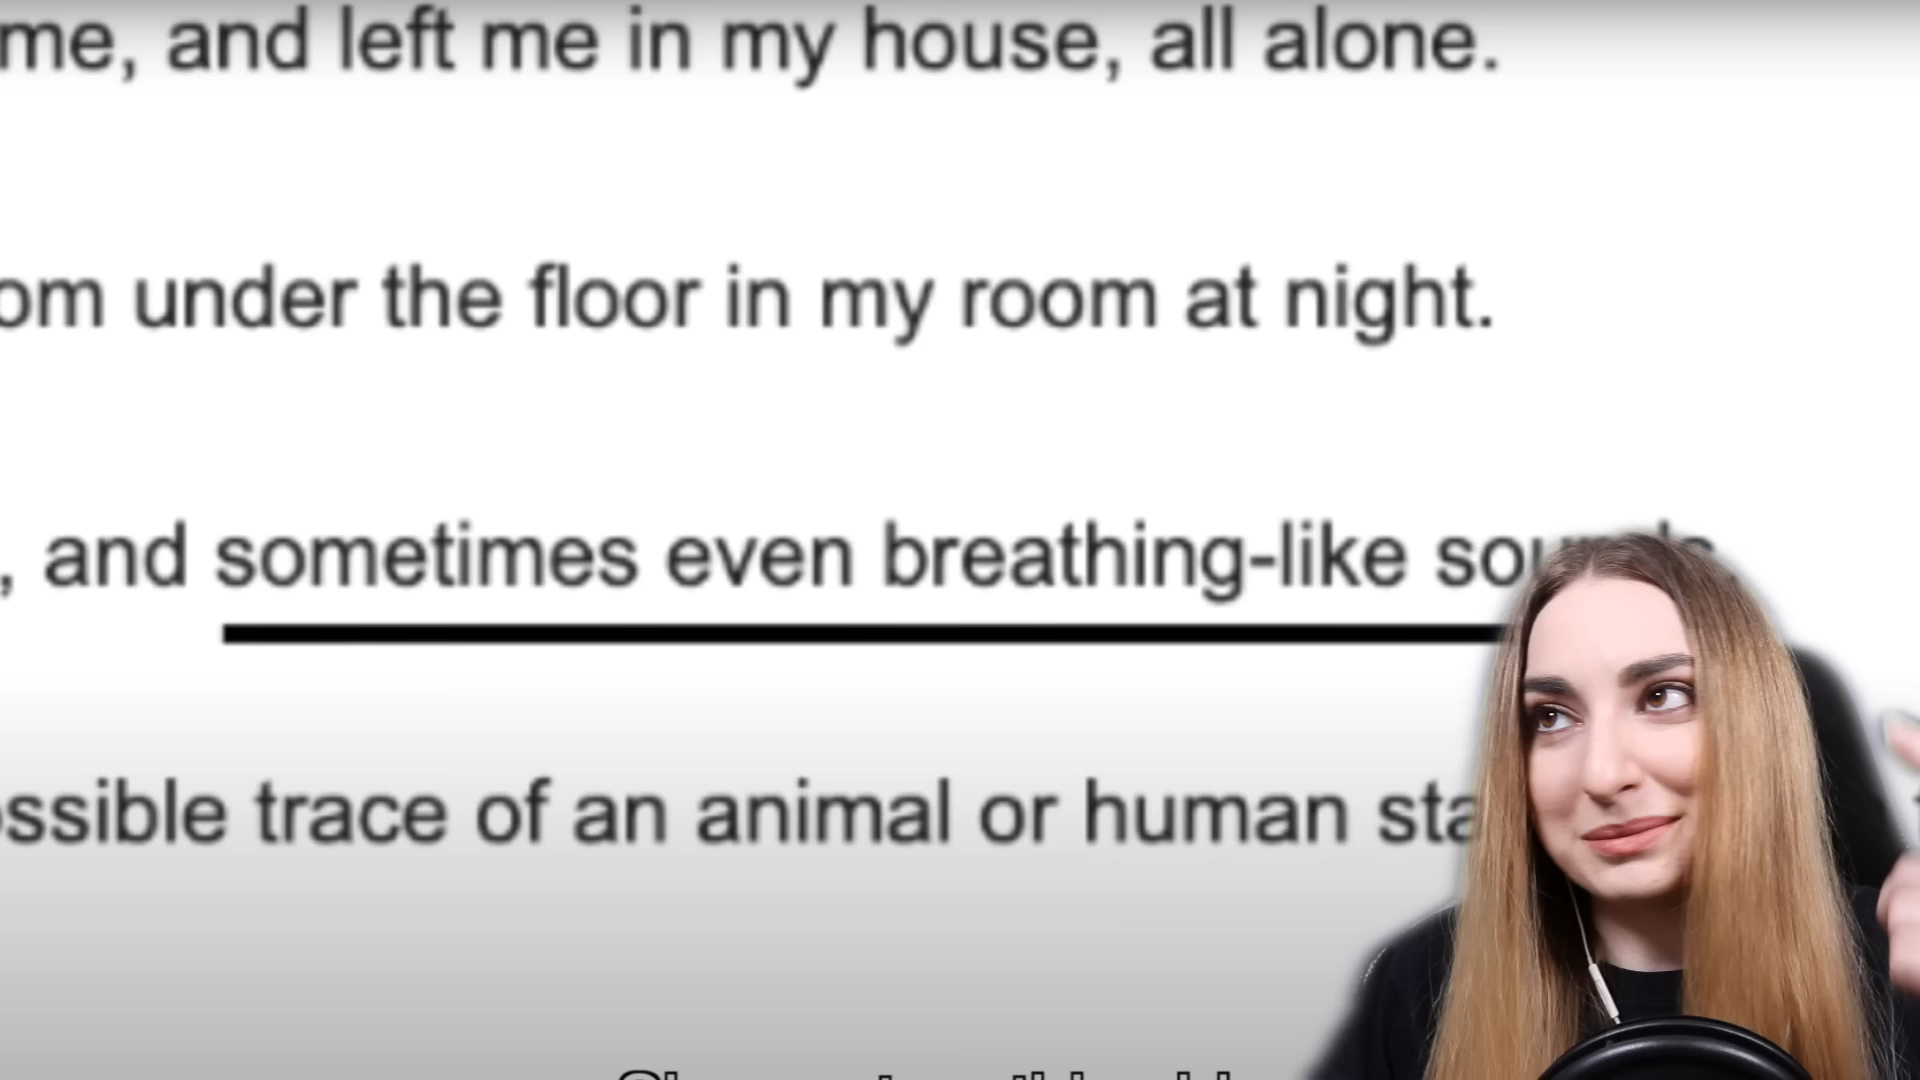 me, and left me in my house, all alone.
om under the floor in my room at night.
, and sometimes even breathing-like sounds
ssible trace of an animal or human sta